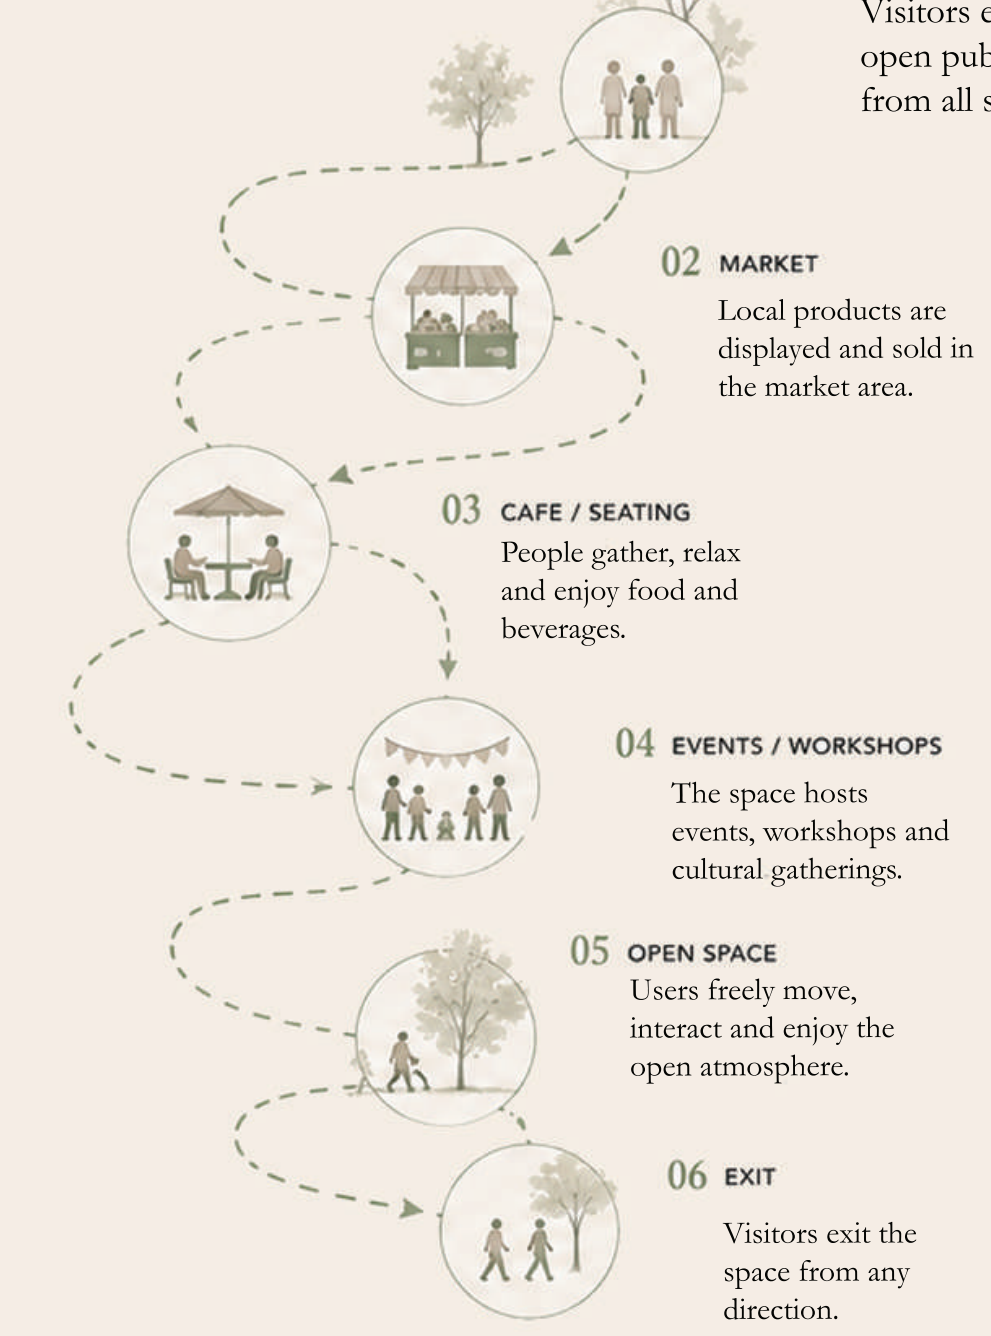 Visitors
open
from all
02 MARKET
Local products are
displayed and sold in
the market area.
03 CAFE / SEATING
People gather, relax
and enjoy food and
beverages.
04 EVENTS / WORKSHOPS
The space hosts
events, workshops and
cultural gatherings.
05 OPEN SPACE
Users freely move,
interact and enjoy the
open atmosphere.
06 EXIT
Visitors exit the
space from any
direction.